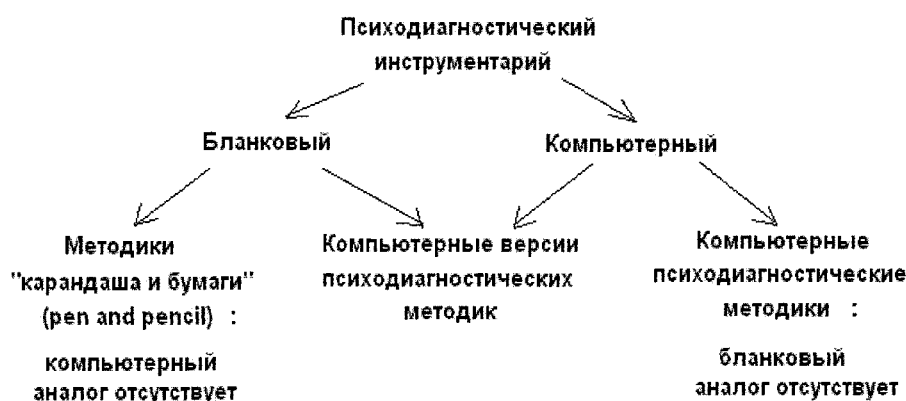 Психодиагностический
инструментарий
Бланковый
Компьютерный
Методики
"карандаша и бумаги"
(pen and pencil) :
компьютерный
аналог отсутствует
Компьютерные версии
психодиагностических
методик
Компьютерные
психодиагностические
методики :
бланковый
аналог отсутствует